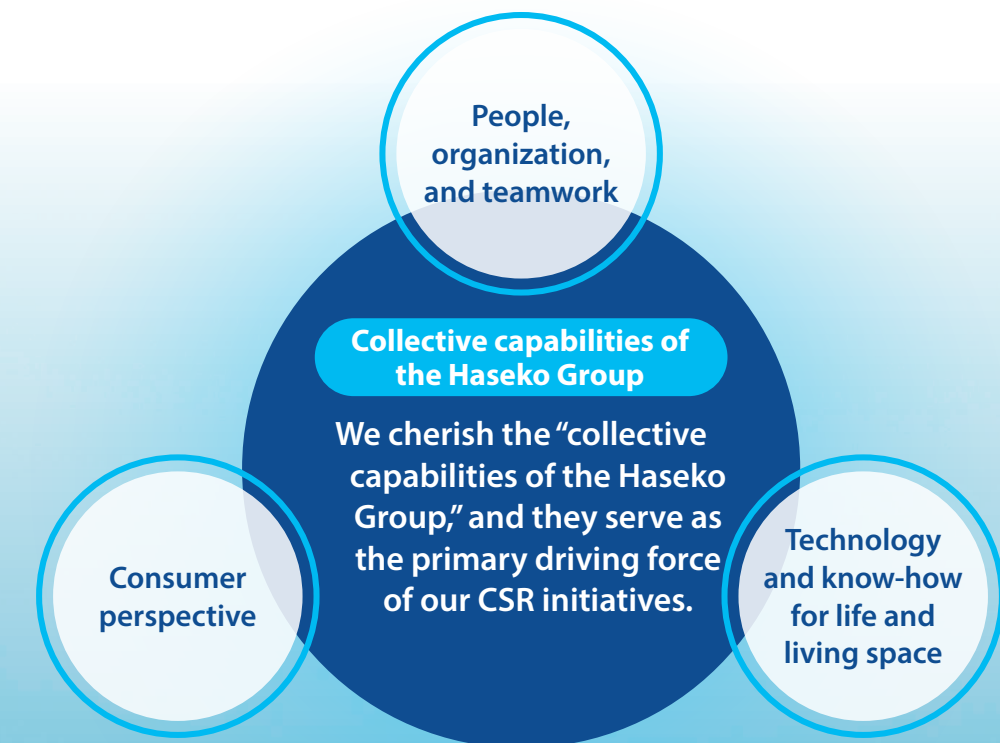 People,
organization,
and teamwork
Collective capabilities of
the Haseko Group
We cherish the “collective
capabilities of the Haseko
Group,” and they serve as
the primary driving force
of our CSR initiatives.
Consumer
perspective
Technology
and know-how
for life and
living space